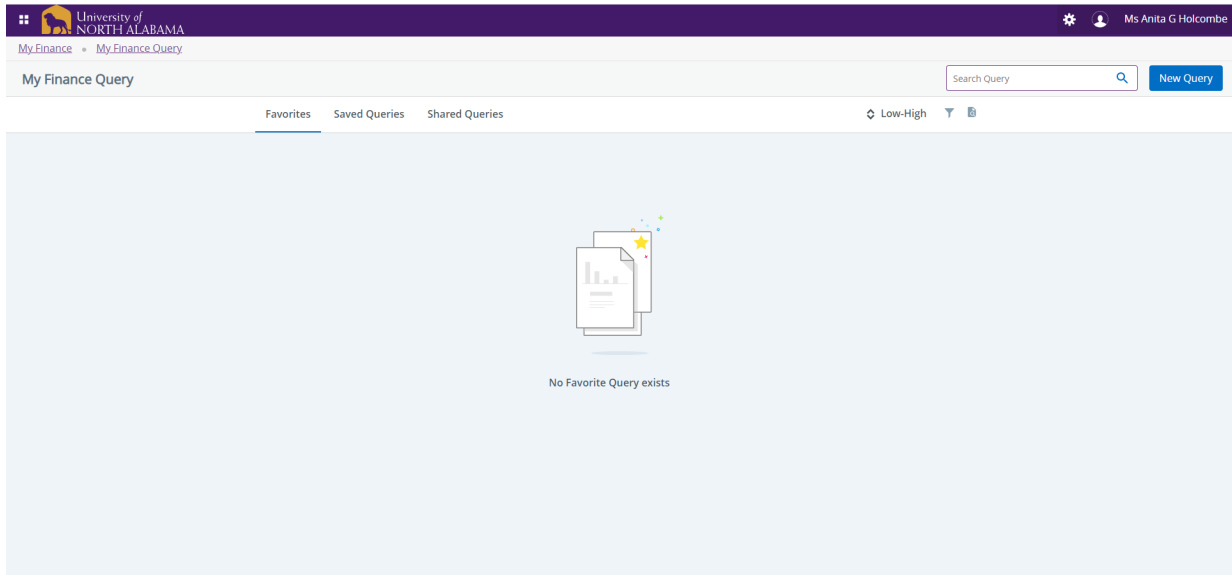 University of
NORTH ALABAMA
Ms Anita G Holcombe
My Finance My Finance Query
My Finance Query
Search Query
New Query
Favorites Saved Queries Shared Queries
Low-High
No Favorite Query exists